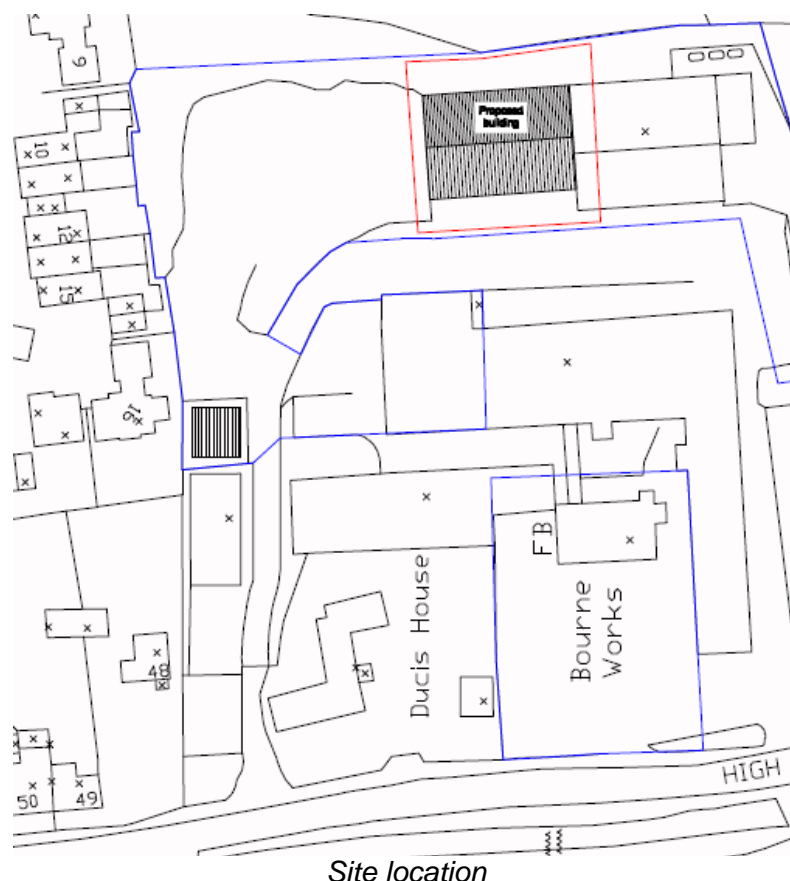 9
Proposed
building
10
12
15
16
FB
Ducis House
Bourne
Works
48
HIGH
50
49
Site location